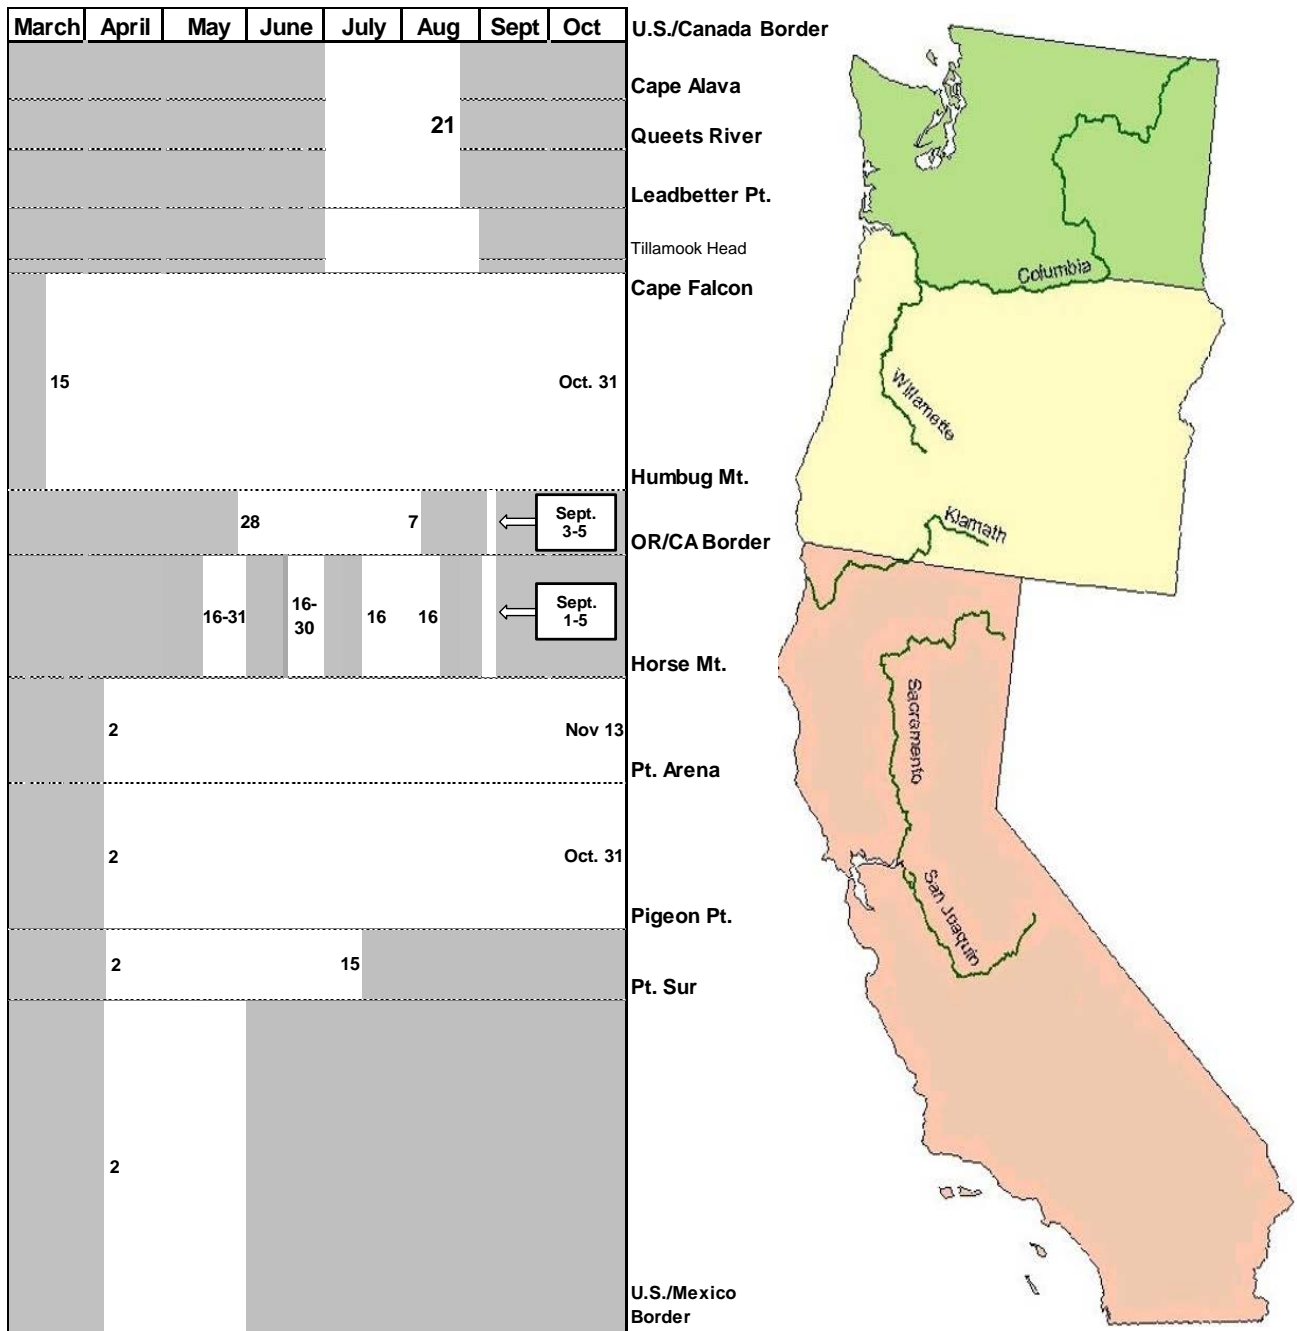 March April May June July Aug Sept Oct
U.S./Canada Border
Cape Alava
21
Queets River
Leadbetter Pt.
Tillamook Head
Cape Falcon
15
Oct. 31
Humbug Mt.
28
7
Sept.
3-5
OR/CA Border
16-31
16-
30
16
16
Sept.
1-5
Horse Mt.
2
Nov 13
Pt. Arena
2
Oct. 31
Pigeon Pt.
2
15
Pt. Sur
2
U.S./Mexico
Border
Columbia
Willamette
Klamath
Sacramento
San Joaquin